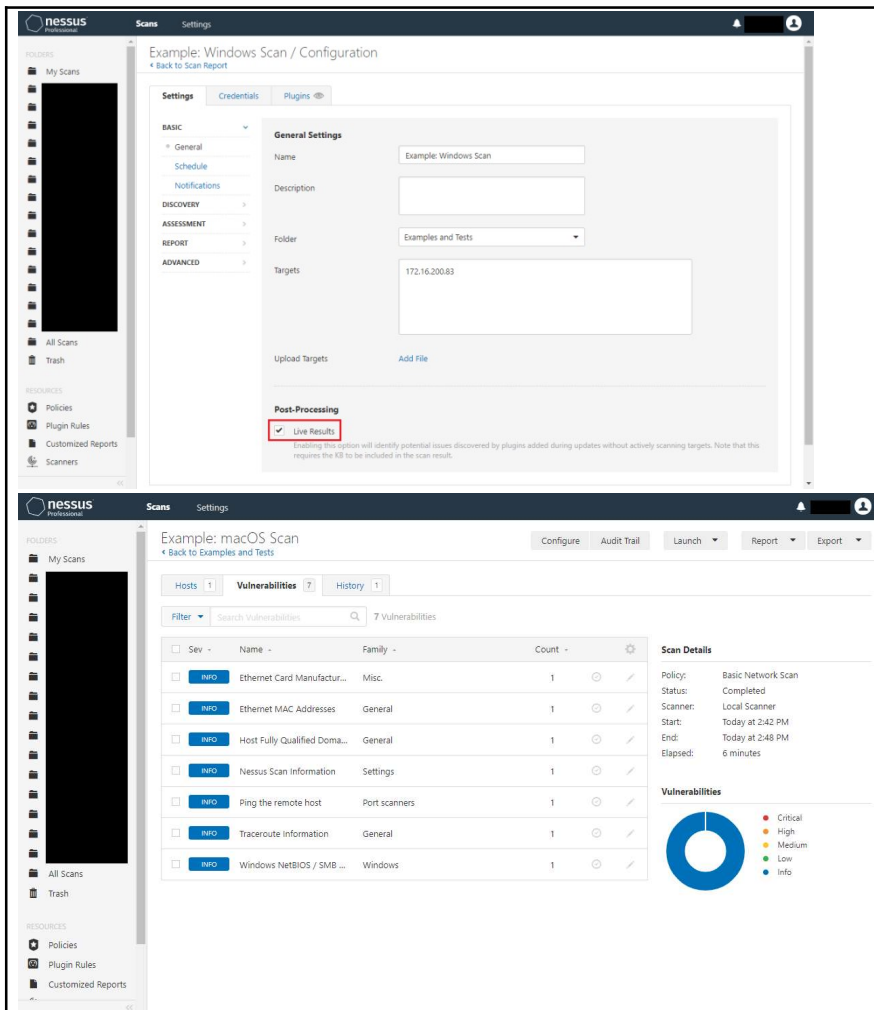 nessus
Professional
Scans Settings
FOLDERS
My Scans
All Scans
Trash
RESOURCES
Policies
Plugin Rules
Customized Reports
Scanners
Example: Windows Scan / Configuration
Back to Scan Report
Settings Credentials Plugins
BASIC
General
Schedule
Notifications
DISCOVERY
ASSESSMENT
REPORT
ADVANCED
General Settings
Name Example: Windows Scan
Description
Folder Examples and Tests
Targets 172.16.200.83
Upload Targets Add File
Post-Processing
Live Results
Enabling this option will identify potential issues discovered by plugins added during updates without actively scanning targets. Note that this
requires the KB to be included in the scan result.
nessus
Professional
Scans Settings
FOLDERS
My Scans
All Scans
Trash
RESOURCES
Policies
Plugin Rules
Customized Reports
Example: macOS Scan
Back to Examples and Tests
Configure Audit Trail Launch Report Export
Hosts 1 Vulnerabilities 7 History 1
Filter Search Vulnerabilities 7 Vulnerabilities
Sev Name Family Count
INFO Ethernet Card Manufactur... Misc. 1
INFO Ethernet MAC Addresses General 1
INFO Host Fully Qualified Doma... General 1
INFO Nessus Scan Information Settings 1
INFO Ping the remote host Port scanners 1
INFO Traceroute Information General 1
INFO Windows NetBIOS / SMB ... Windows 1
Scan Details
Policy: Basic Network Scan
Status: Completed
Scanner: Local Scanner
Start: Today at 2:42 PM
End: Today at 2:48 PM
Elapsed: 6 minutes
Vulnerabilities
Critical
High
Medium
Low
Info